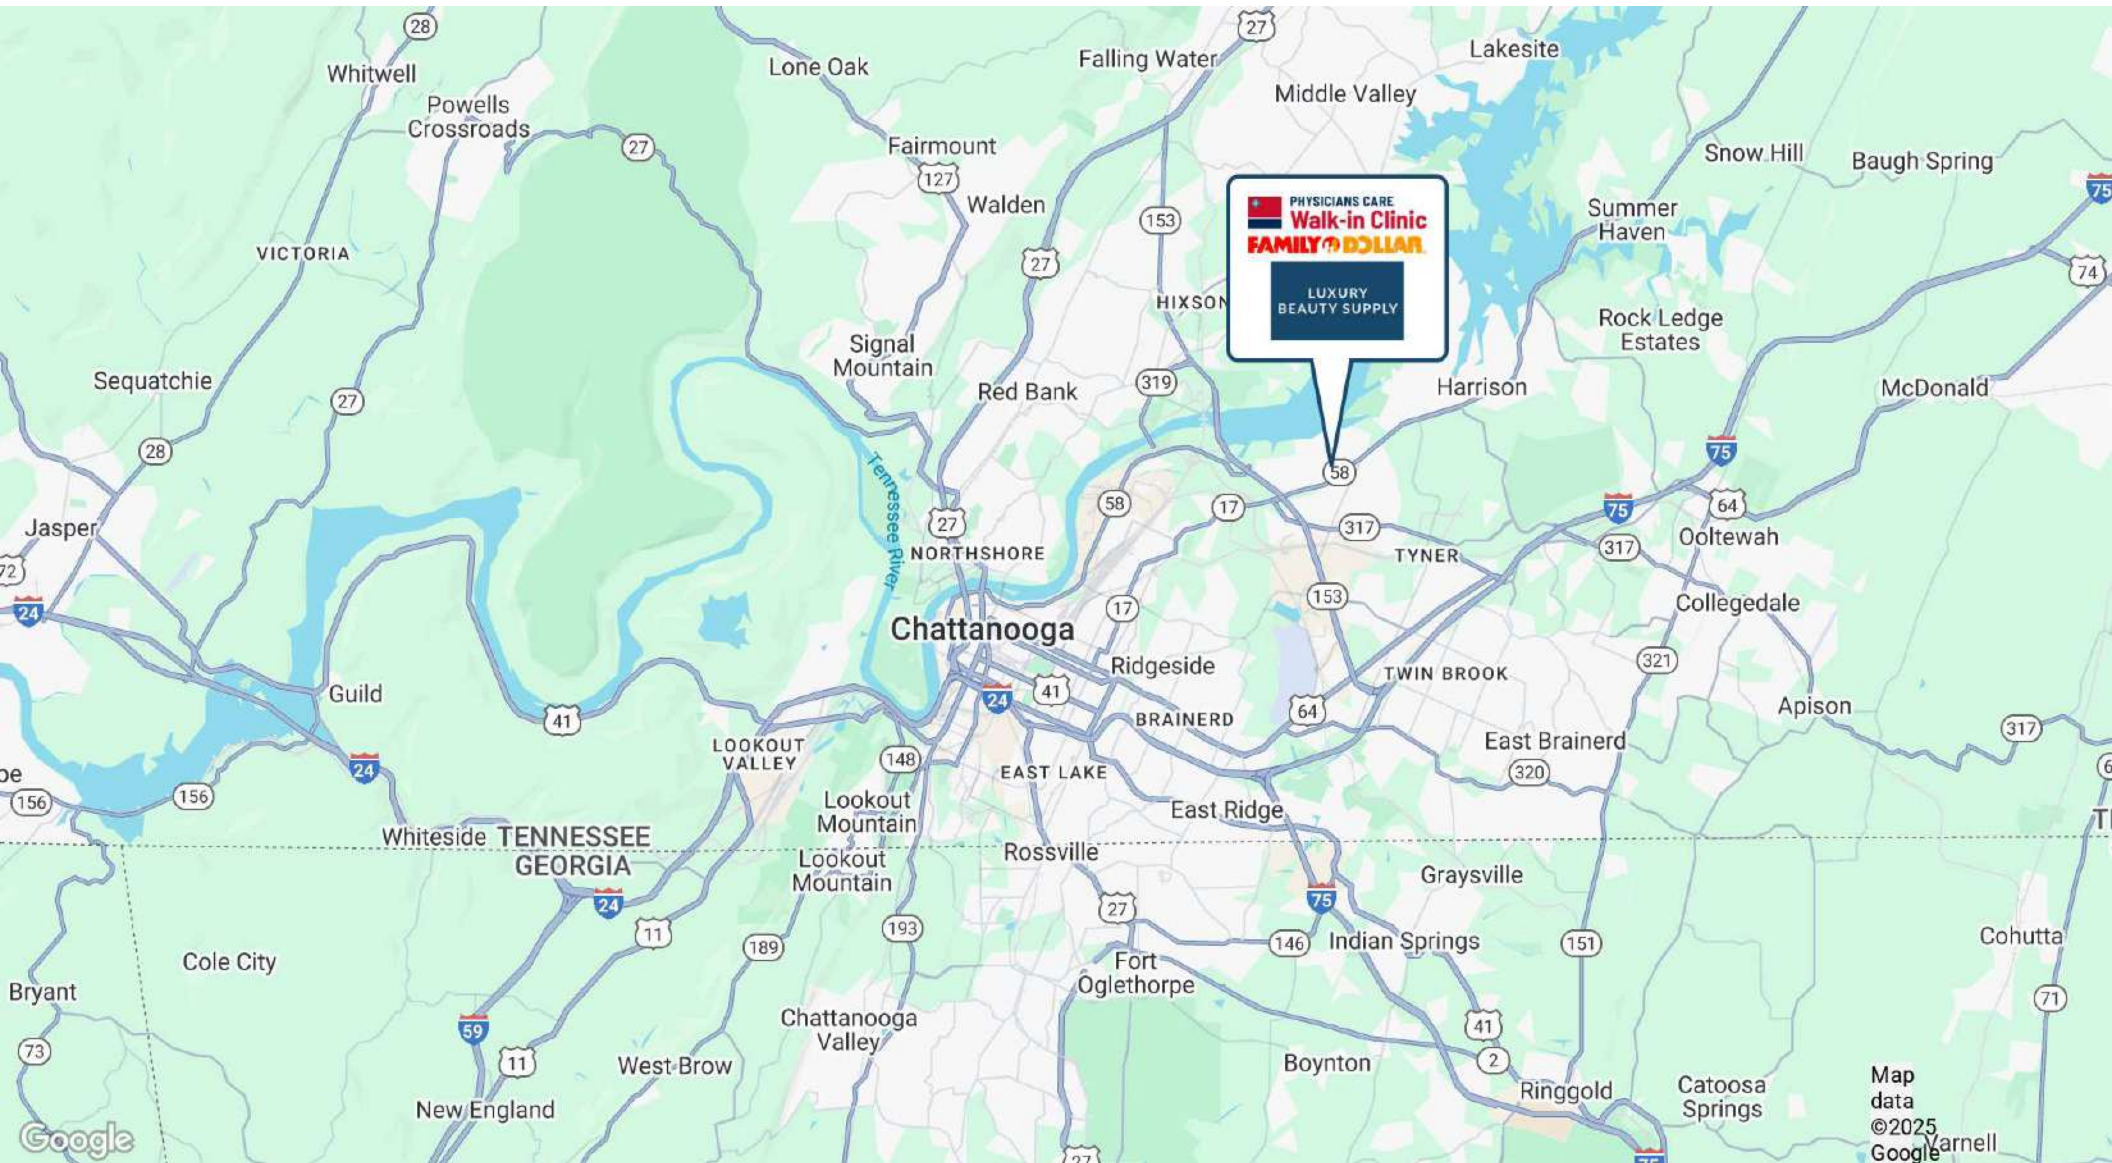 28
27
Whitwell
Lone Oak
Falling Water
Lakesite
Powells
Crossroads
Middle Valley
27
Fairmount
127
Snow Hill
Baugh Spring
75
Walden
153
PHYSICIANS CARE
Walk-in Clinic
FAMILY DOLLAR
LUXURY
BEAUTY SUPPLY
Summer
Haven
VICTORIA
27
74
HIXSON
Rock Ledge
Estates
Signal
Mountain
Sequatchie
27
Red Bank
319
Harrison
McDonald
28
75
Tennessee River
58
58
17
75
64
Jasper
27
317
Ooltewah
NORTHSHORE
TYNER
317
72
24
17
153
Collegedale
Chattanooga
Ridgeside
321
TWIN BROOK
Guild
24
41
41
64
BRAINERD
Apison
317
LOOKOUT
VALLEY
148
East Brainerd
24
EAST LAKE
320
156
156
Lookout
Mountain
East Ridge
Whiteside
TENNESSEE
GEORGIA
Rossville
Lookout
Mountain
Graysville
24
75
27
11
193
189
146
Indian Springs
151
Cohutta
Cole City
Fort
Oglethorpe
Bryant
71
59
Chattanooga
Valley
41
73
11
West Brow
Boynton
2
Ringgold
Catoosa
Springs
New England
Map
data
©2025
Google
Varnell
Google
27
75